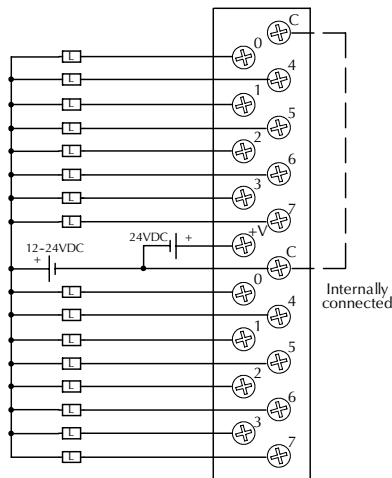 C
0
L
4
L
1
L
5
L
2
L
6
L
3
L
7
L
24VDC
+
+V
12–24VDC
+
C
0
L
Internally
connected
4
L
1
L
5
L
2
L
6
L
3
L
7
L